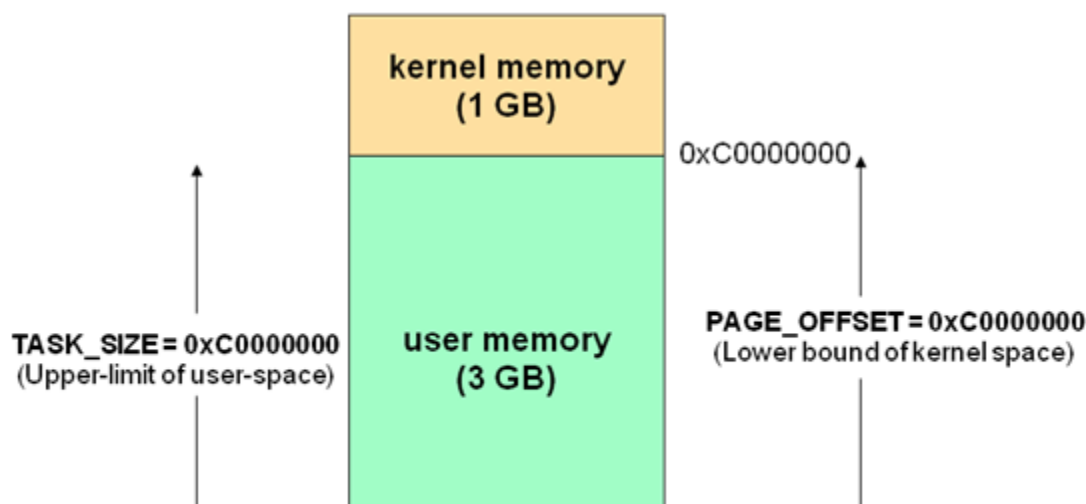 kernel memory
(1 GB)
0xC0000000
TASK_SIZE = 0xC0000000
(Upper-limit of user-space)
user memory
(3 GB)
PAGE_OFFSET = 0xC0000000
(Lower bound of kernel space)